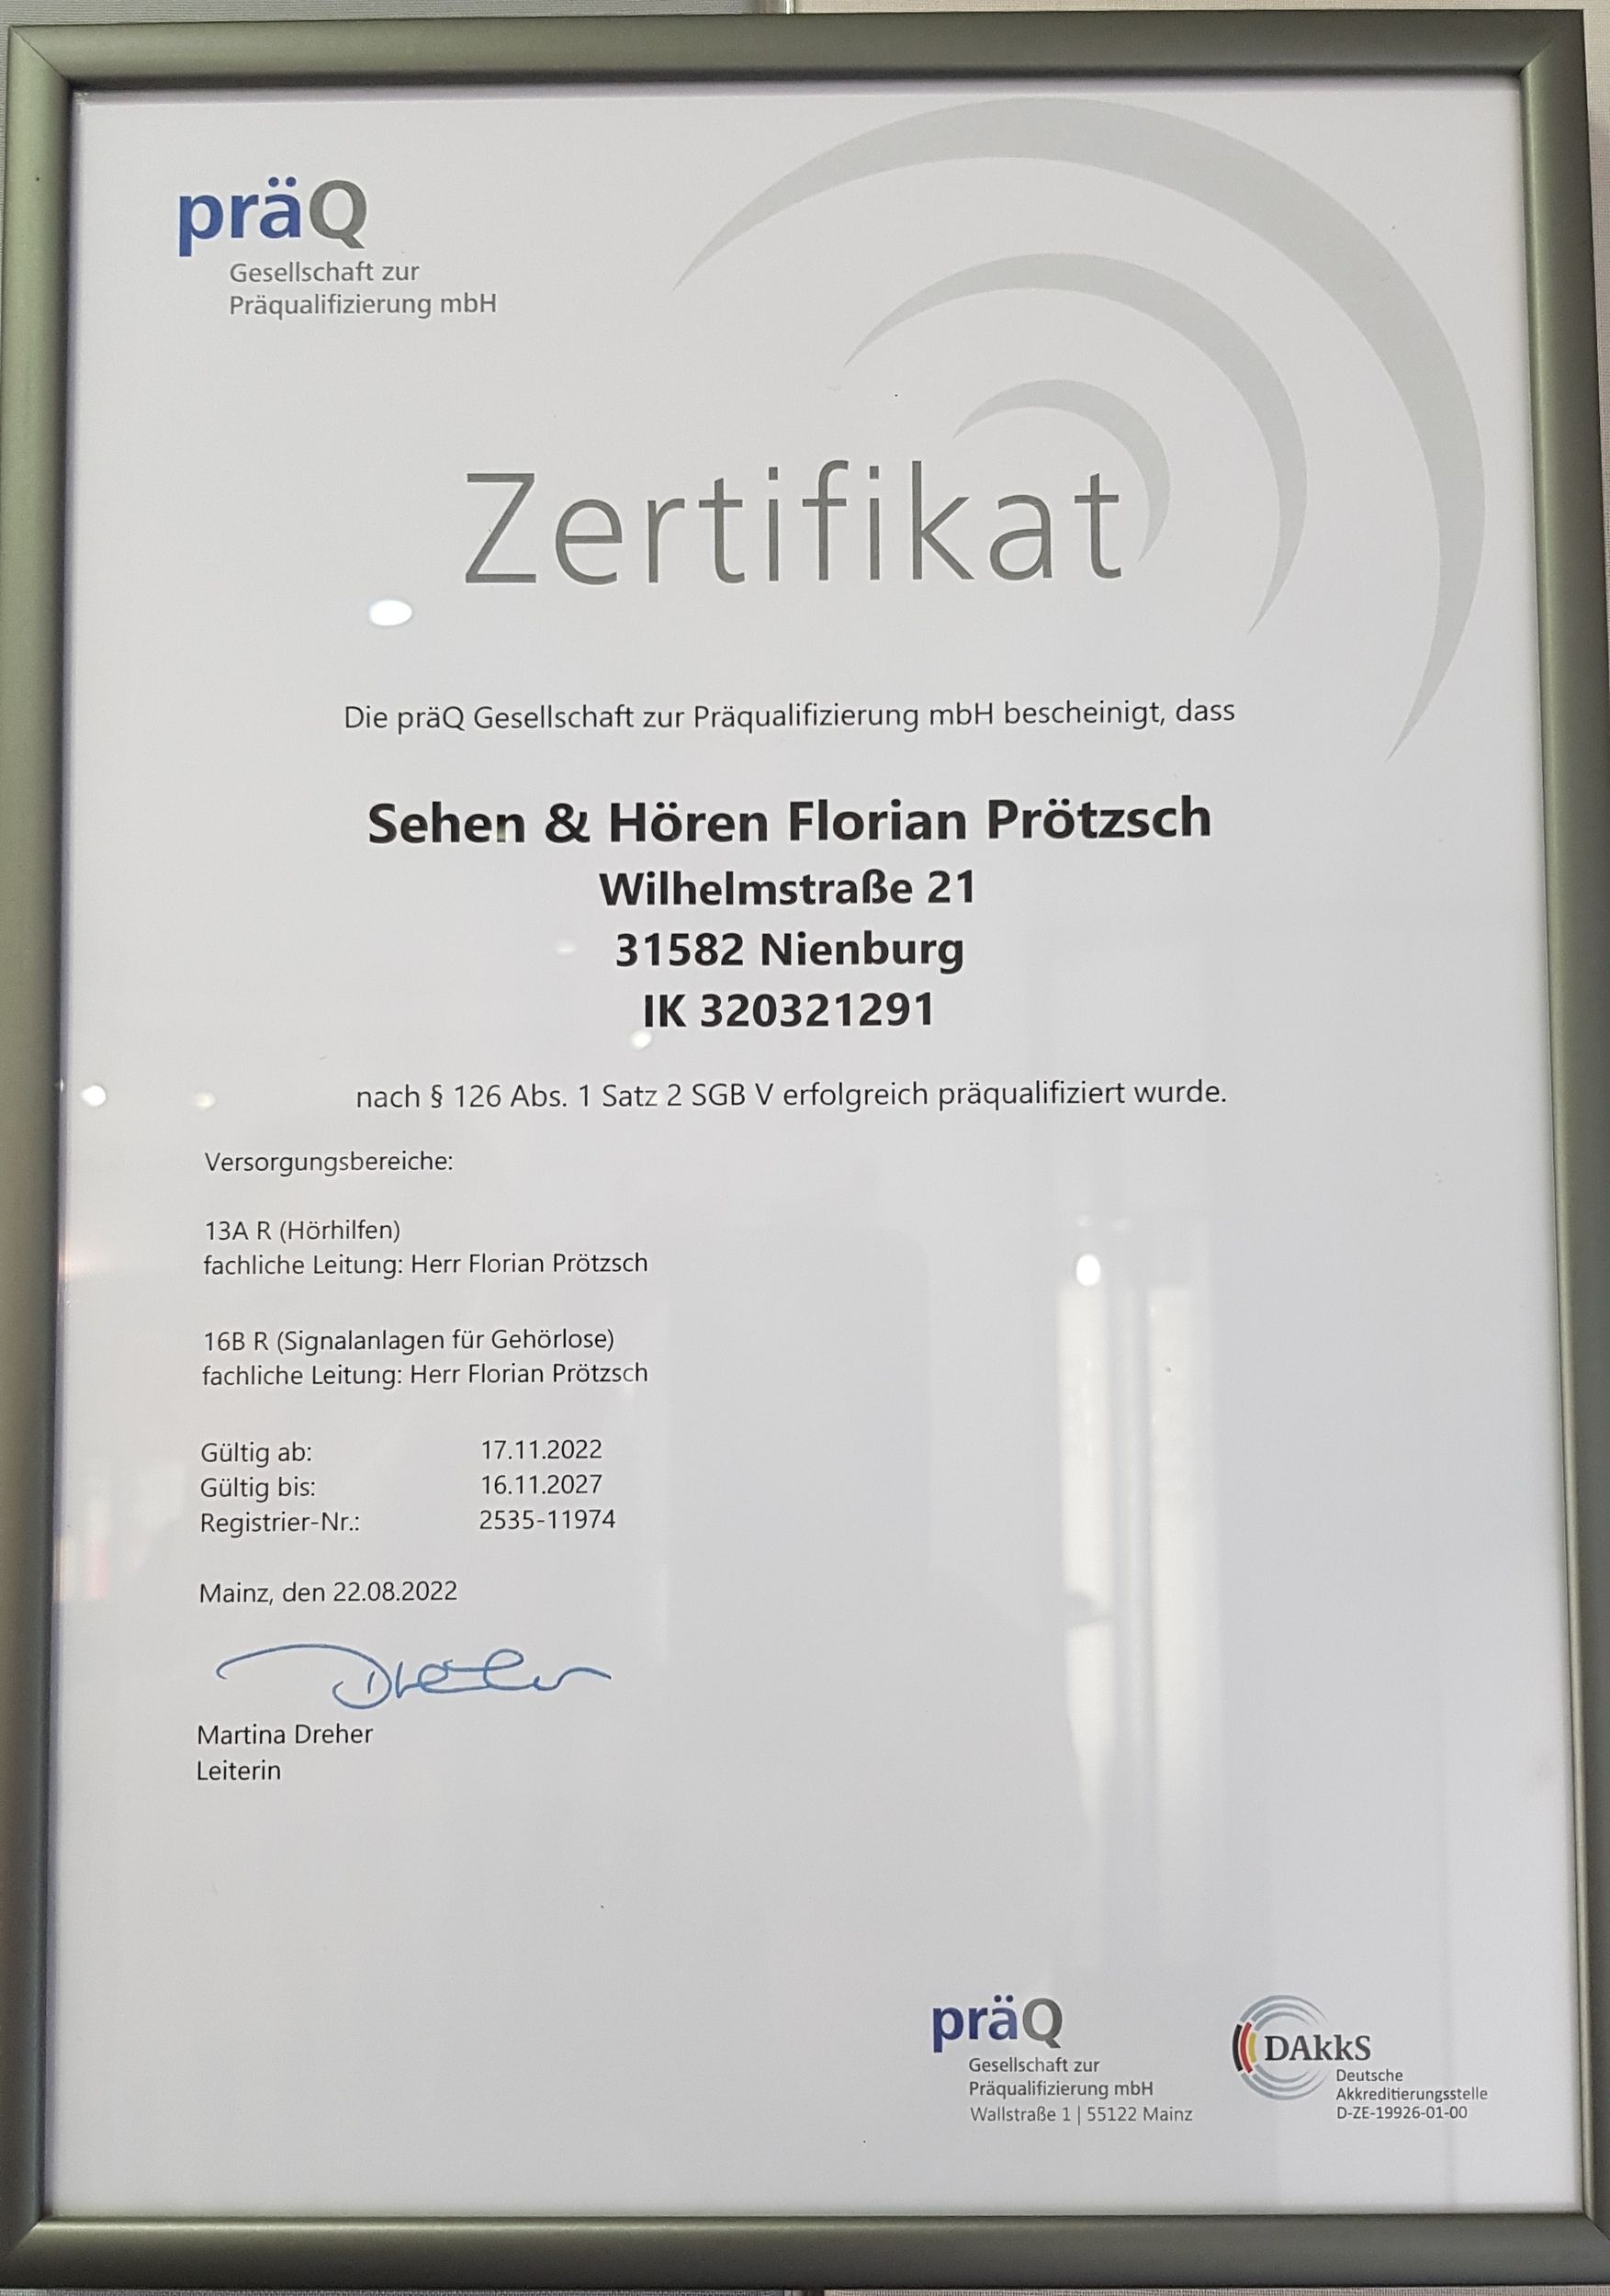 präQ
Gesellschaft zur
Präqualifizierung mbH
Zertifikat
Die präQ Gesellschaft zur Präqualifizierung mbH bescheinigt, dass
Sehen & Hören Florian Prötzsch
Wilhelmstraße 21
31582 Nienburg
IK 320321291
nach § 126 Abs. 1 Satz 2 SGB V erfolgreich präqualifiziert wurde.
Versorgungsbereiche:
13A R (Hörhilfen)
fachliche Leitung: Herr Florian Prötzsch
16B R (Signalanlagen für Gehörlose)
fachliche Leitung: Herr Florian Prötzsch
Gültig ab: 17.11.2022
Gültig bis: 16.11.2027
Registrier-Nr.: 2535-11974
Mainz, den 22.08.2022
Dreher
Martina Dreher
Leiterin
präQ
Gesellschaft zur
Präqualifizierung mbH
Wallstraße 1 | 55122 Mainz
DAkkS
Deutsche
Akkreditierungsstelle
D-ZE-19926-01-00